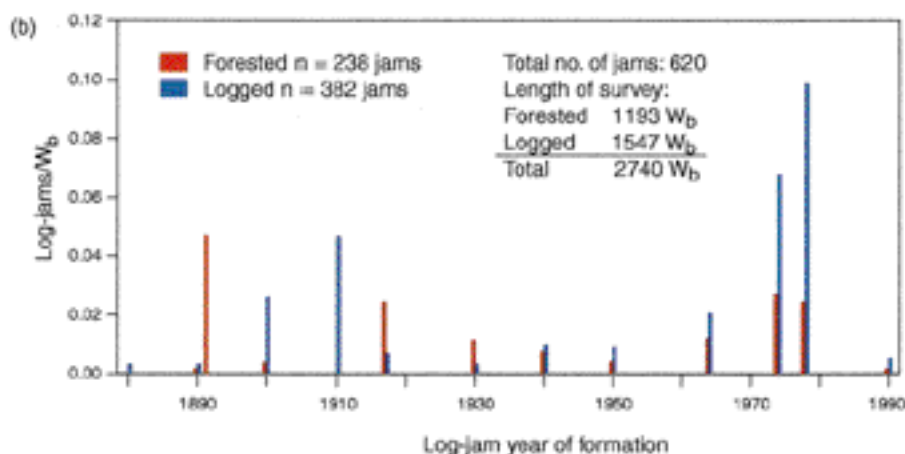 (b)
0.12
0.10
0.08
0.06
0.04
0.02
0.00
Log-jams/Wb
Forested n = 238 jams
Logged n = 382 jams
Total no. of jams: 620
Length of survey:
Forested 1193 Wb
Logged 1547 Wb
Total 2740 Wb
1890 1910 1930 1950 1970 1990
Log-jam year of formation